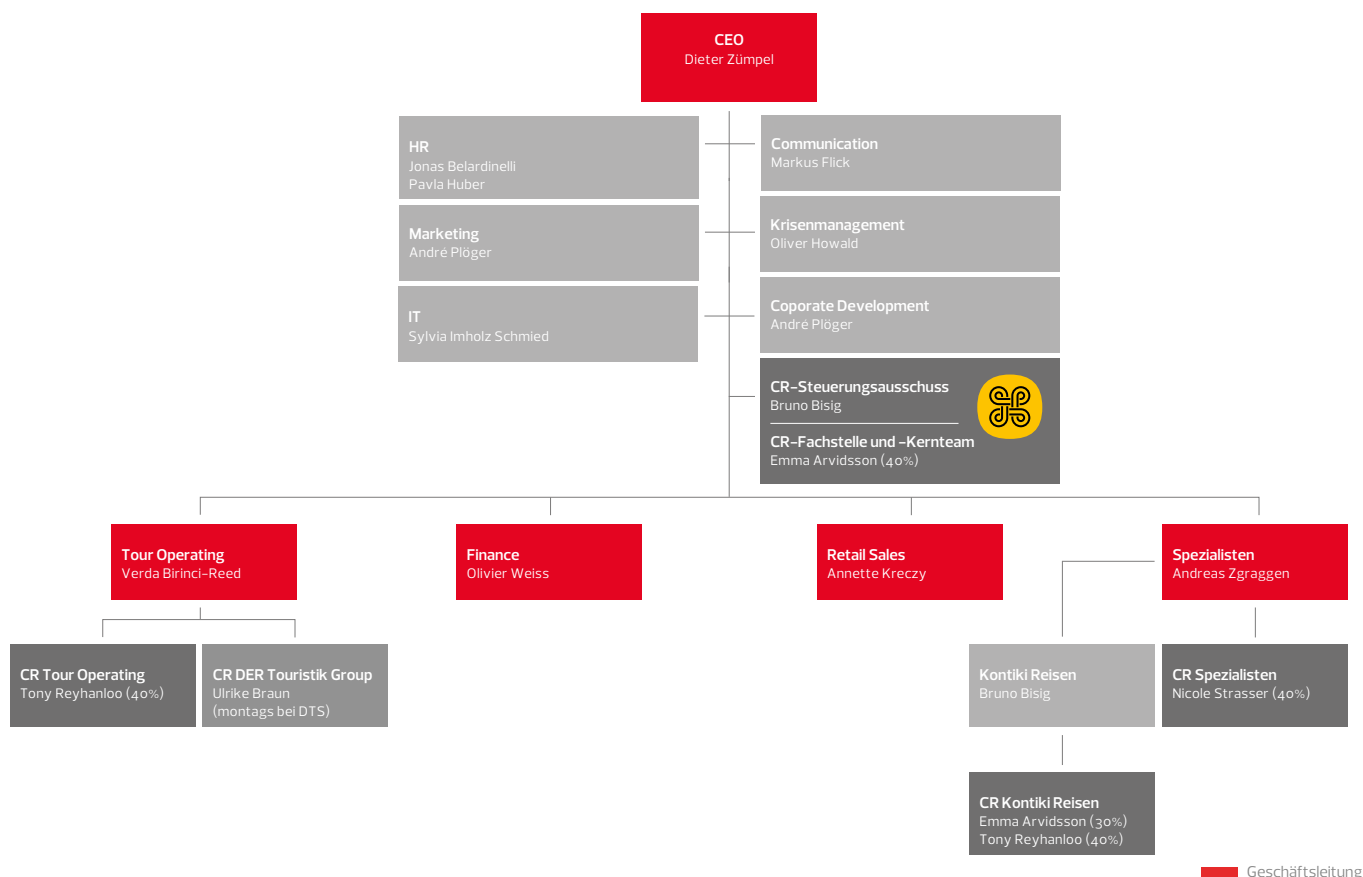 CEO
Dieter Zümpel
HR
Jonas Belardinelli
Pavla Huber
Communication
Markus Flick
Marketing
André Plöger
Krisenmanagement
Oliver Howald
IT
Sylvia Imholz Schmied
Coporate Development
André Plöger
CR-Steuerungsausschuss
Bruno Bisig
CR-Fachstelle und -Kernteam
Emma Arvidsson (40%)
Tour Operating
Verda Birinci-Reed
Finance
Olivier Weiss
Retail Sales
Annette Kreczy
Spezialisten
Andreas Zgraggen
CR Tour Operating
Tony Reyhanloo (40%)
CR DER Touristik Group
Ulrike Braun
(montags bei DTS)
Kontiki Reisen
Bruno Bisig
CR Spezialisten
Nicole Strasser (40%)
CR Kontiki Reisen
Emma Arvidsson (30%)
Tony Reyhanloo (40%)
Geschäftsleitung